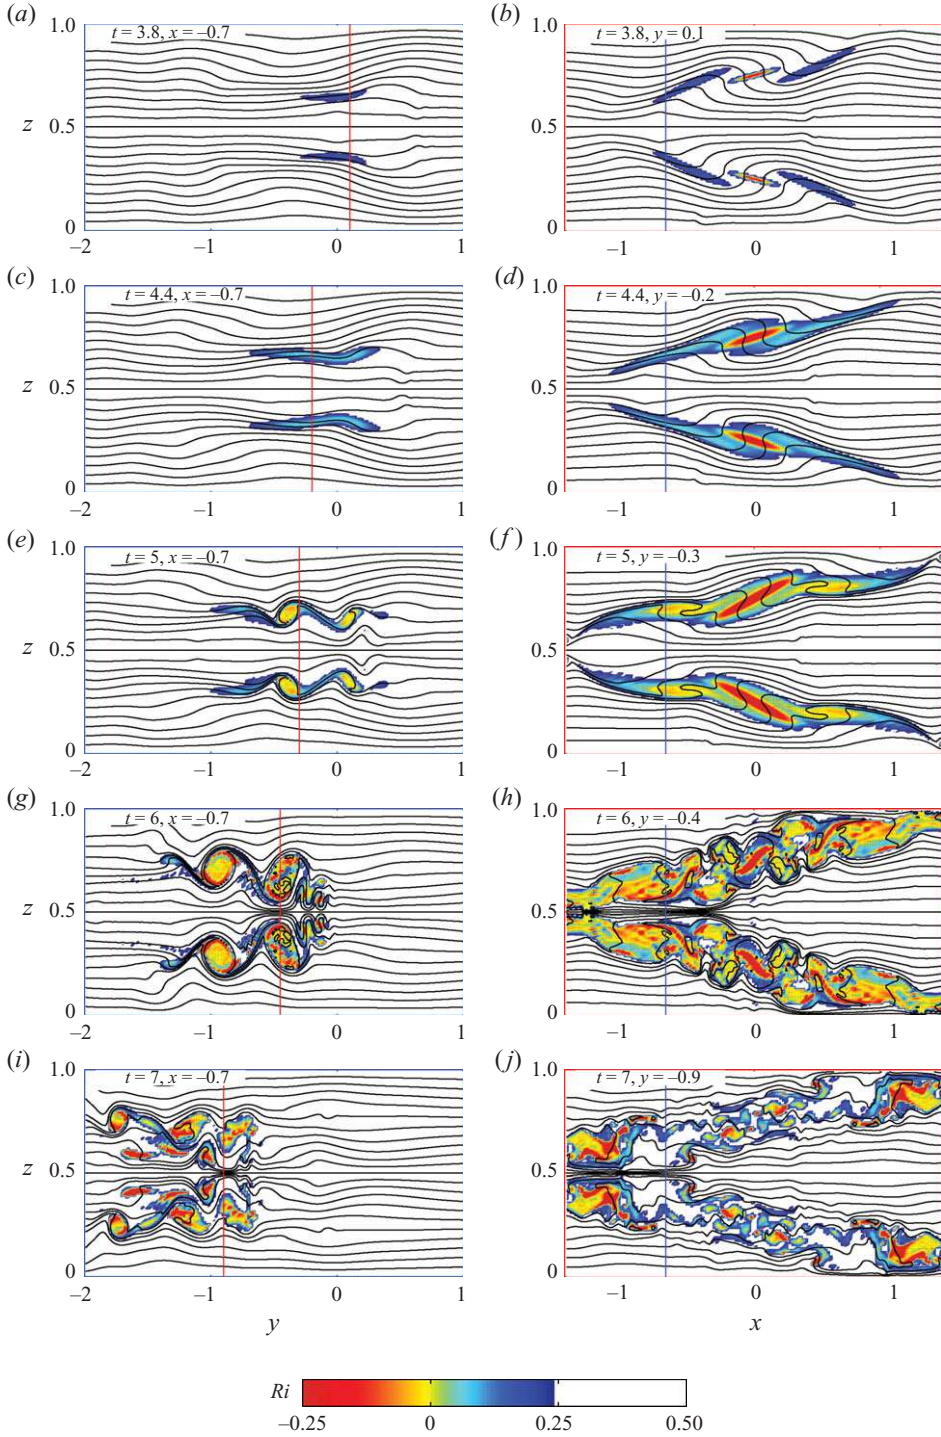 (a) (b)
1.0 t = 3.8, x = –0.7 1.0 t = 3.8, y = 0.1
z 0.5 0.5
0 0
–2 –1 0 1 –1 0 1
(c) (d)
1.0 t = 4.4, x = –0.7 1.0 t = 4.4, y = –0.2
z 0.5 0.5
0 0
–2 –1 0 1 –1 0 1
(e) (f)
1.0 t = 5, x = –0.7 1.0 t = 5, y = –0.3
z 0.5 0.5
0 0
–2 –1 0 1 –1 0 1
(g) (h)
1.0 t = 6, x = –0.7 1.0 t = 6, y = –0.4
z 0.5 0.5
0 0
–2 –1 0 1 –1 0 1
(i) (j)
1.0 t = 7, x = –0.7 1.0 t = 7, y = –0.9
z 0.5 0.5
0 0
–2 –1 0 1 –1 0 1
y x
Ri
–0.25 0 0.25 0.50